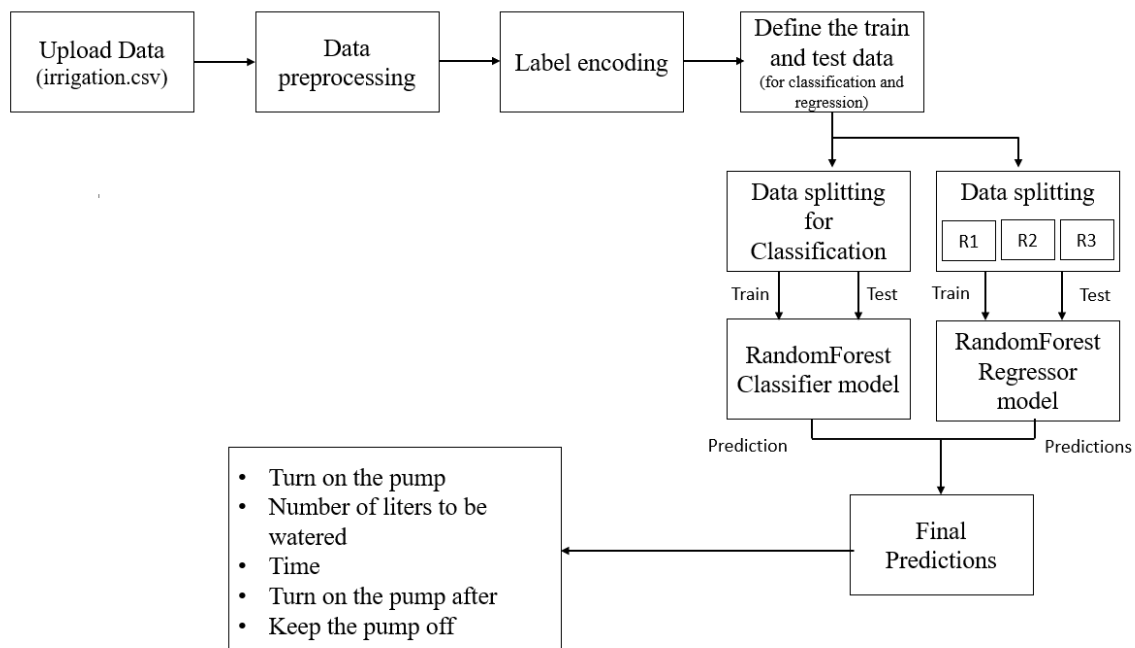 Upload Data
(irrigation.csv)
Data
preprocessing
Label encoding
Define the train
and test data
(for classification and
regression)
Data splitting
for
Classification
Data splitting
R1 R2 R3
Train Test
Train Test
RandomForest
Classifier model
RandomForest
Regressor
model
Prediction
Predictions
Final
Predictions
• Turn on the pump
• Number of liters to be
watered
• Time
• Turn on the pump after
• Keep the pump off